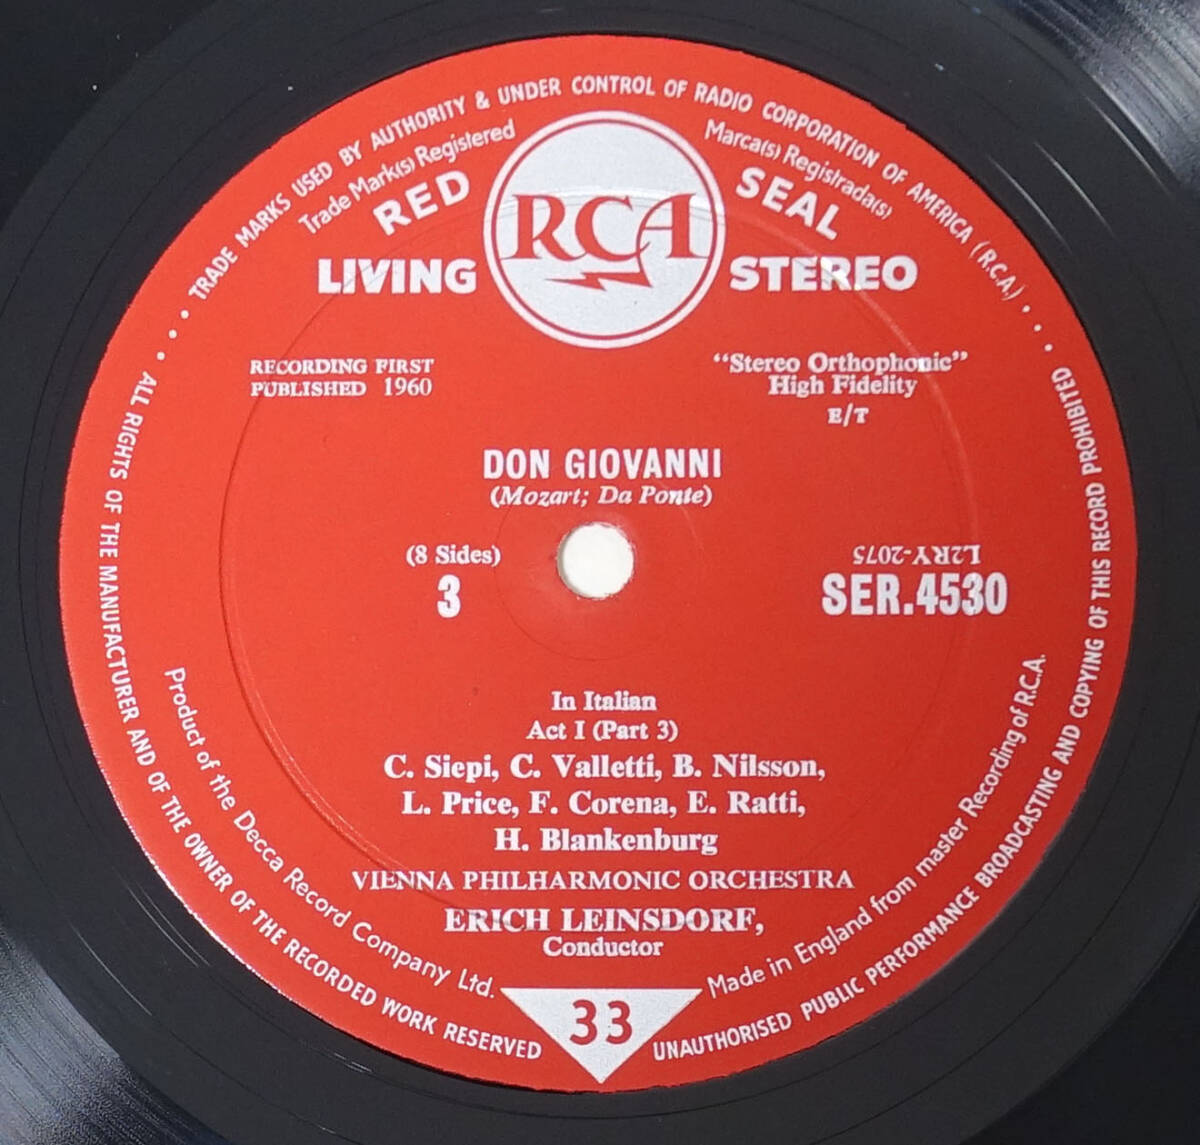 TRADE MARKS USED BY AUTHORITY & UNDER CONTROL OF RADIO CORPORATION OF AMERICA (R.C.A.)
Trade Mark(s) Registered
Marca(s) Registrada(s)
RED SEAL
RCA
LIVING STEREO
RECORDING FIRST
PUBLISHED 1960
"Stereo Orthophonic"
High Fidelity
E/T
DON GIOVANNI
(Mozart; Da Ponte)
(8 Sides)
3
L2RY-2075
SER.4530
In Italian
Act I (Part 3)
C. Siepi, C. Valletti, B. Nilsson,
L. Price, F. Corena, E. Ratti,
H. Blankenburg
VIENNA PHILHARMONIC ORCHESTRA
ERICH LEINSDORF,
Conductor
Product of the Decca Record Company Ltd.
Made in England from master Recording of R.C.A.
33
ALL RIGHTS OF THE MANUFACTURER AND OF THE OWNER OF THE RECORDED WORK RESERVED
UNAUTHORISED PUBLIC PERFORMANCE BROADCASTING AND COPYING OF THIS RECORD PROHIBITED